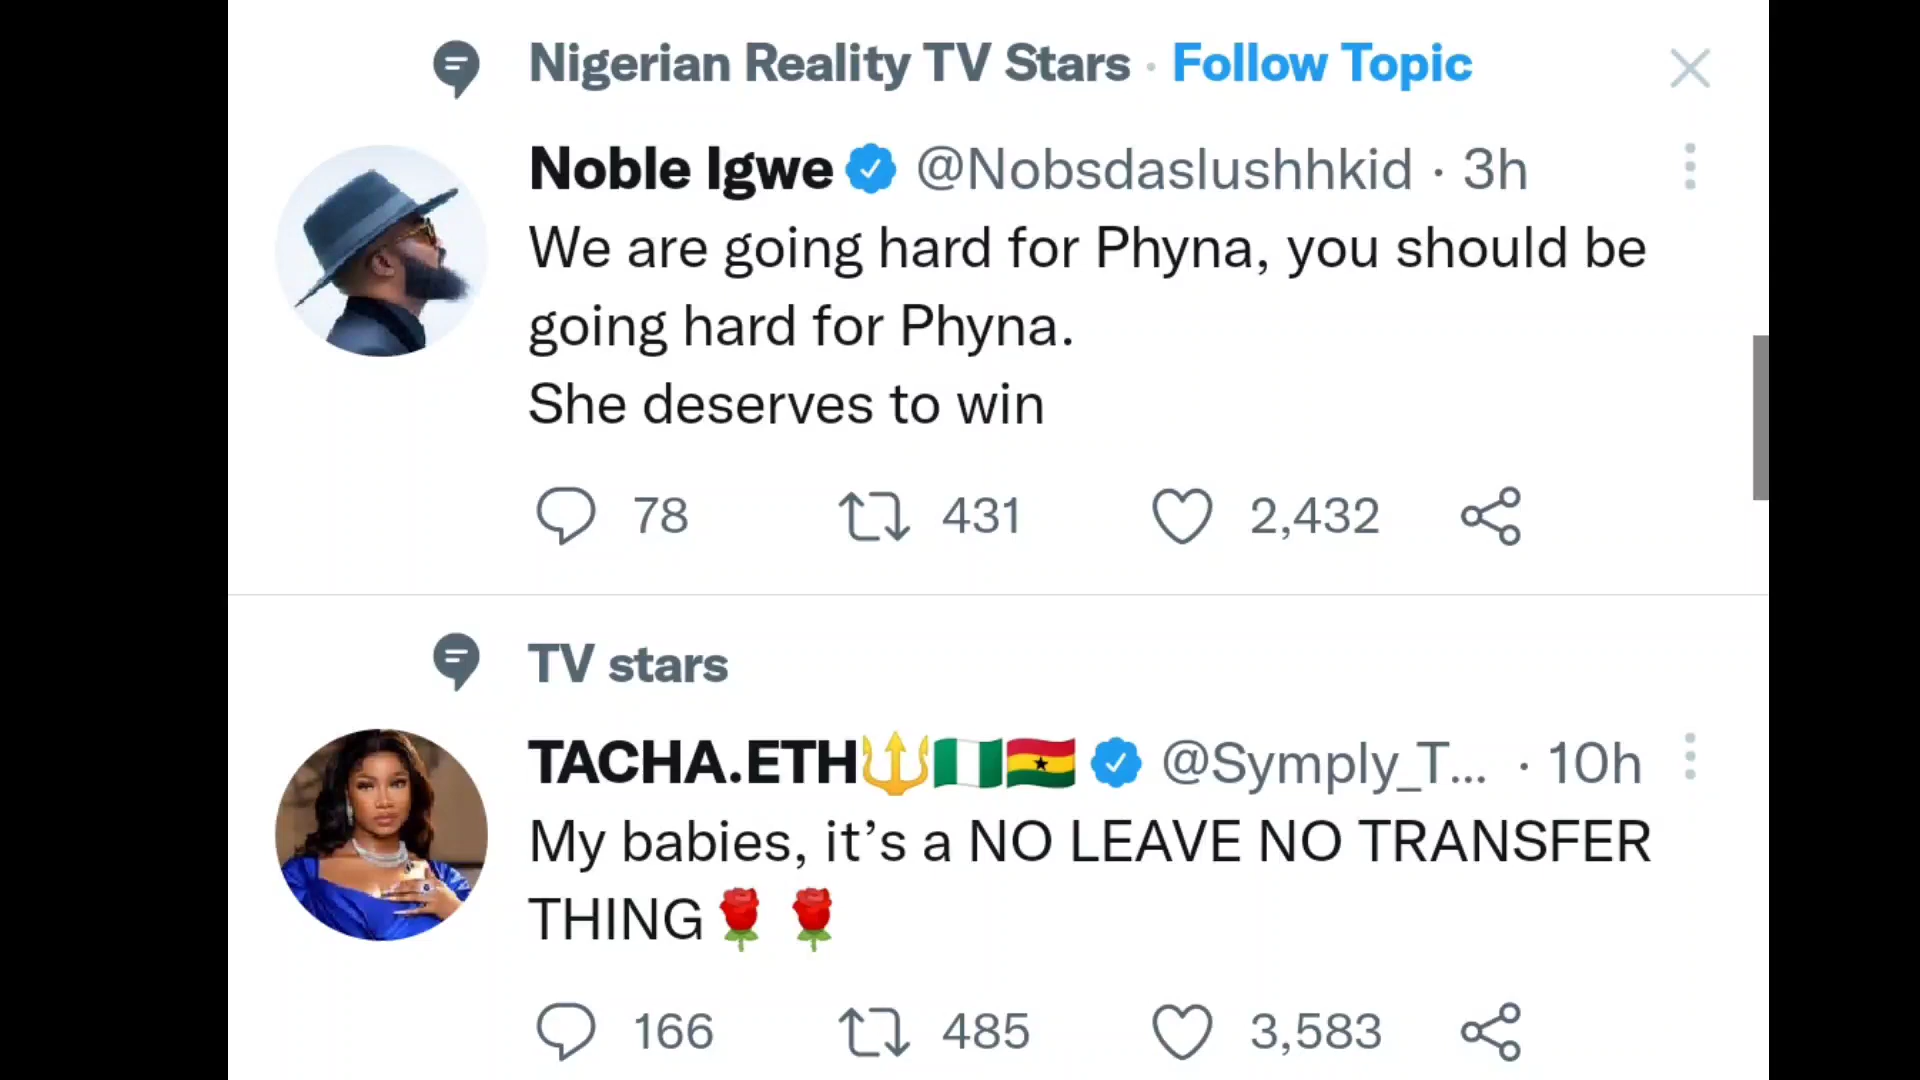 Nigerian Reality TV Stars · Follow Topic
Noble Igwe @Nobsdaslushhkid · 3h
We are going hard for Phyna, you should be
going hard for Phyna.
She deserves to win
78 431 2,432
TV stars
TACHA.ETH🔱🇳🇬🇬🇭 @Symply_T... · 10h
My babies, it’s a NO LEAVE NO TRANSFER
THING🌹🌹
166 485 3,583